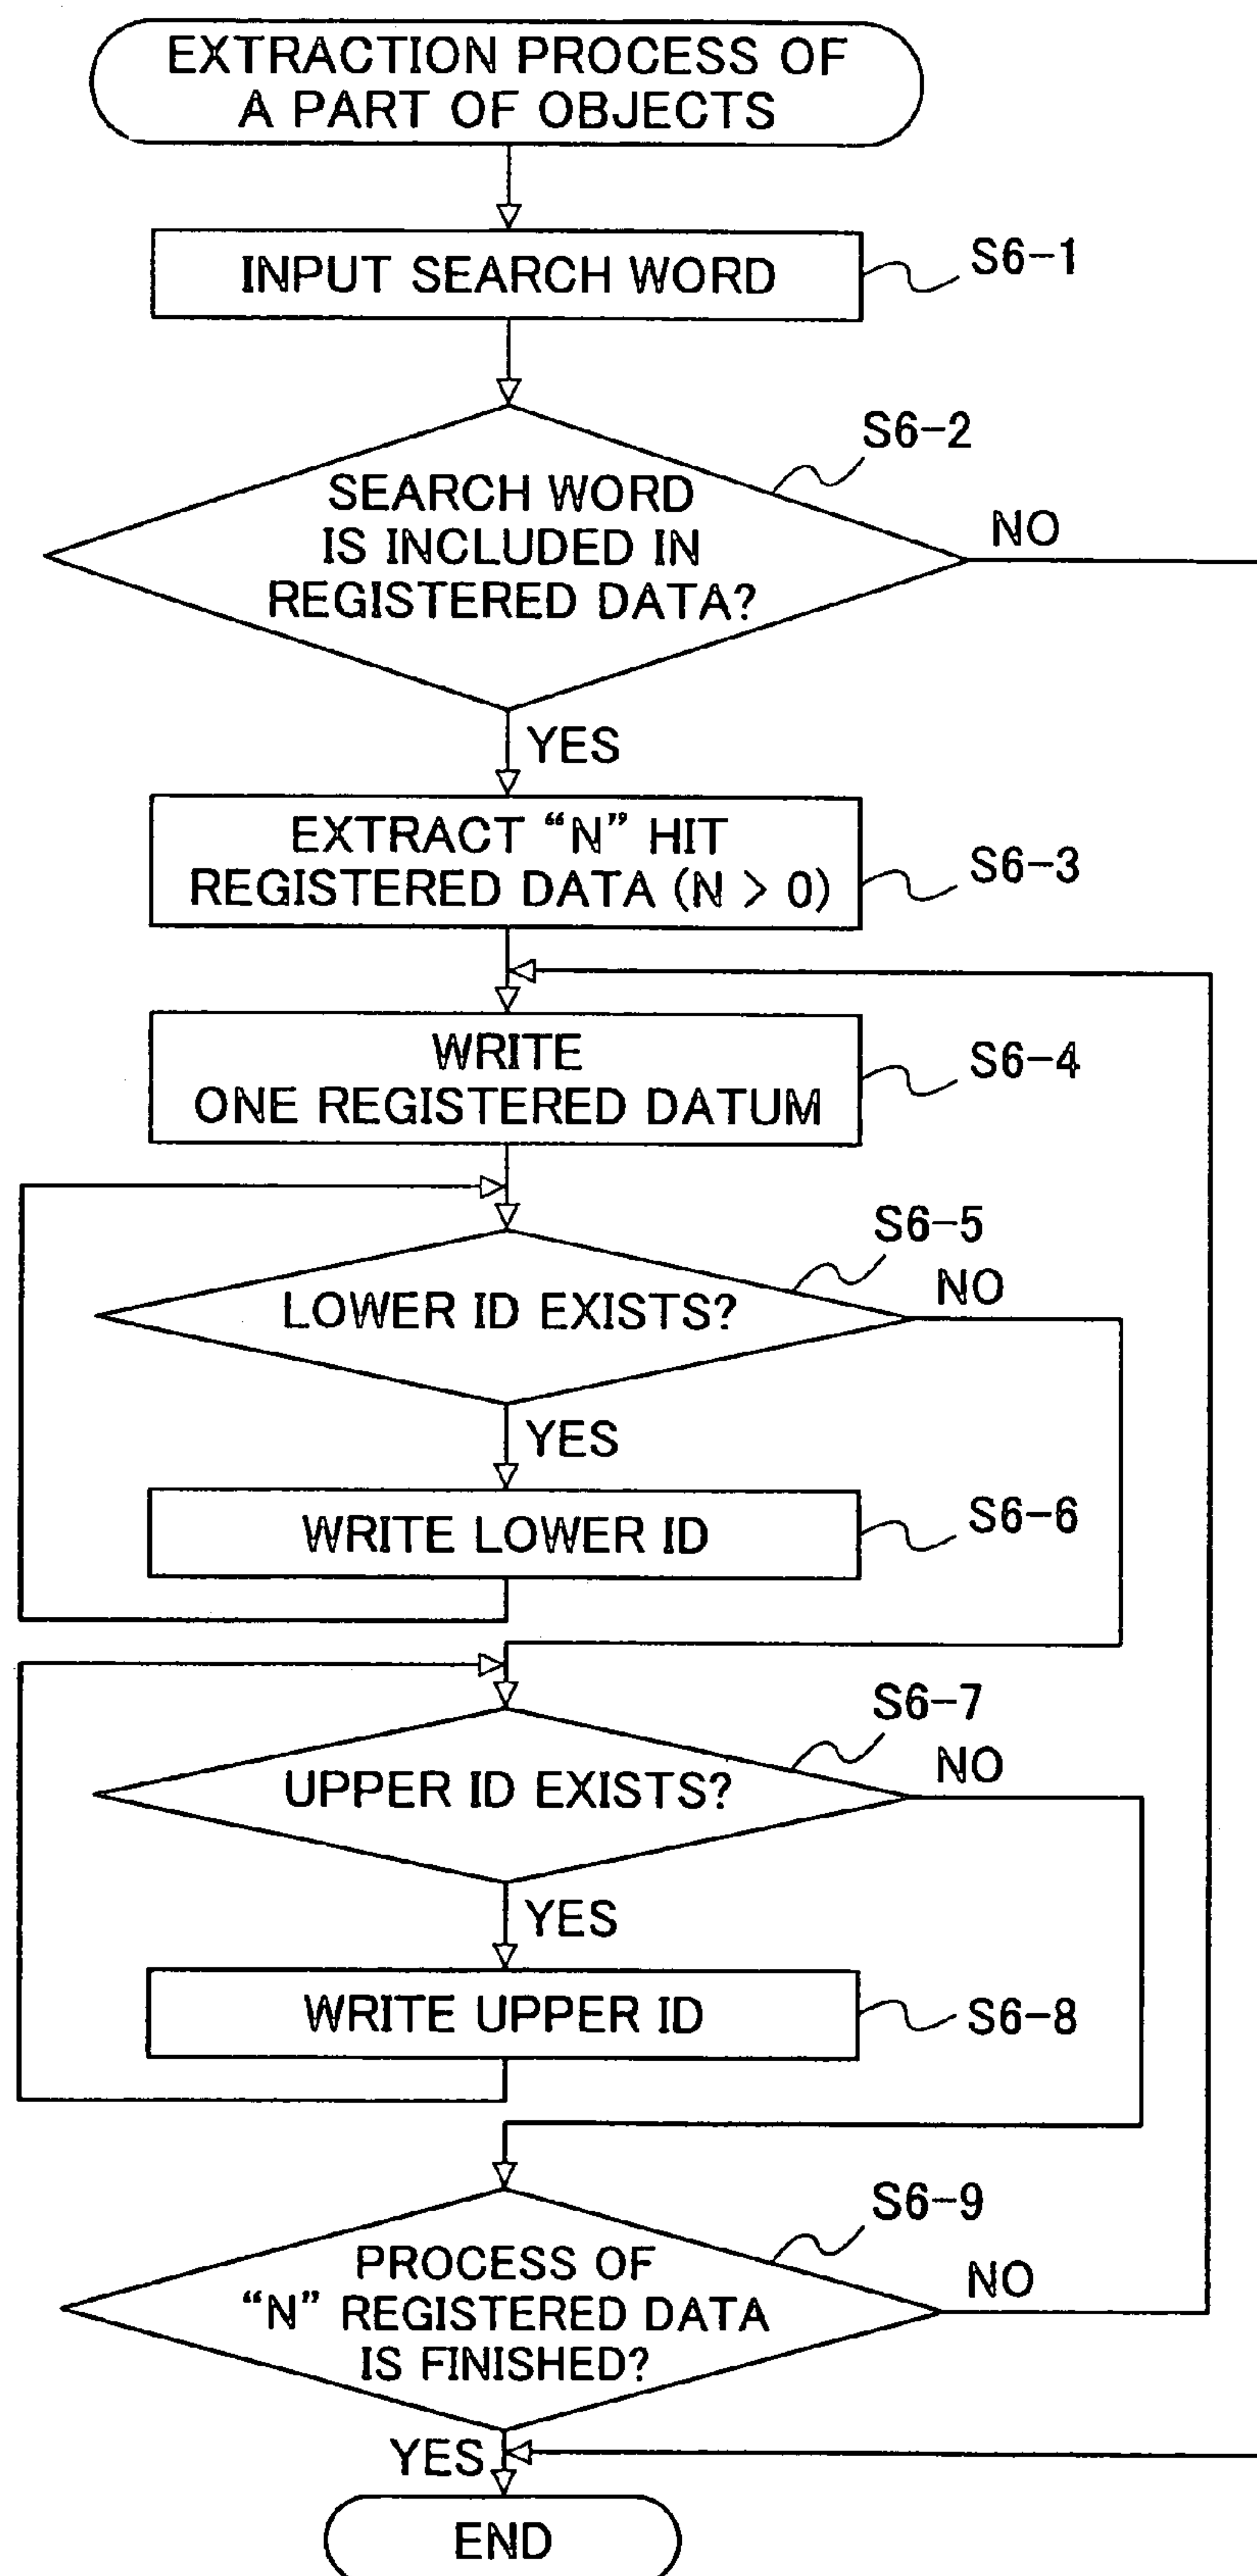 EXTRACTION PROCESS OF
A PART OF OBJECTS
INPUT SEARCH WORD
S6-1
S6-2
SEARCH WORD
IS INCLUDED IN
REGISTERED DATA?
NO
YES
EXTRACT “N” HIT
REGISTERED DATA (N > 0)
S6-3
WRITE
ONE REGISTERED DATUM
S6-4
S6-5
LOWER ID EXISTS?
NO
YES
WRITE LOWER ID
S6-6
S6-7
UPPER ID EXISTS?
NO
YES
WRITE UPPER ID
S6-8
S6-9
PROCESS OF
“N” REGISTERED DATA
IS FINISHED?
NO
YES
END